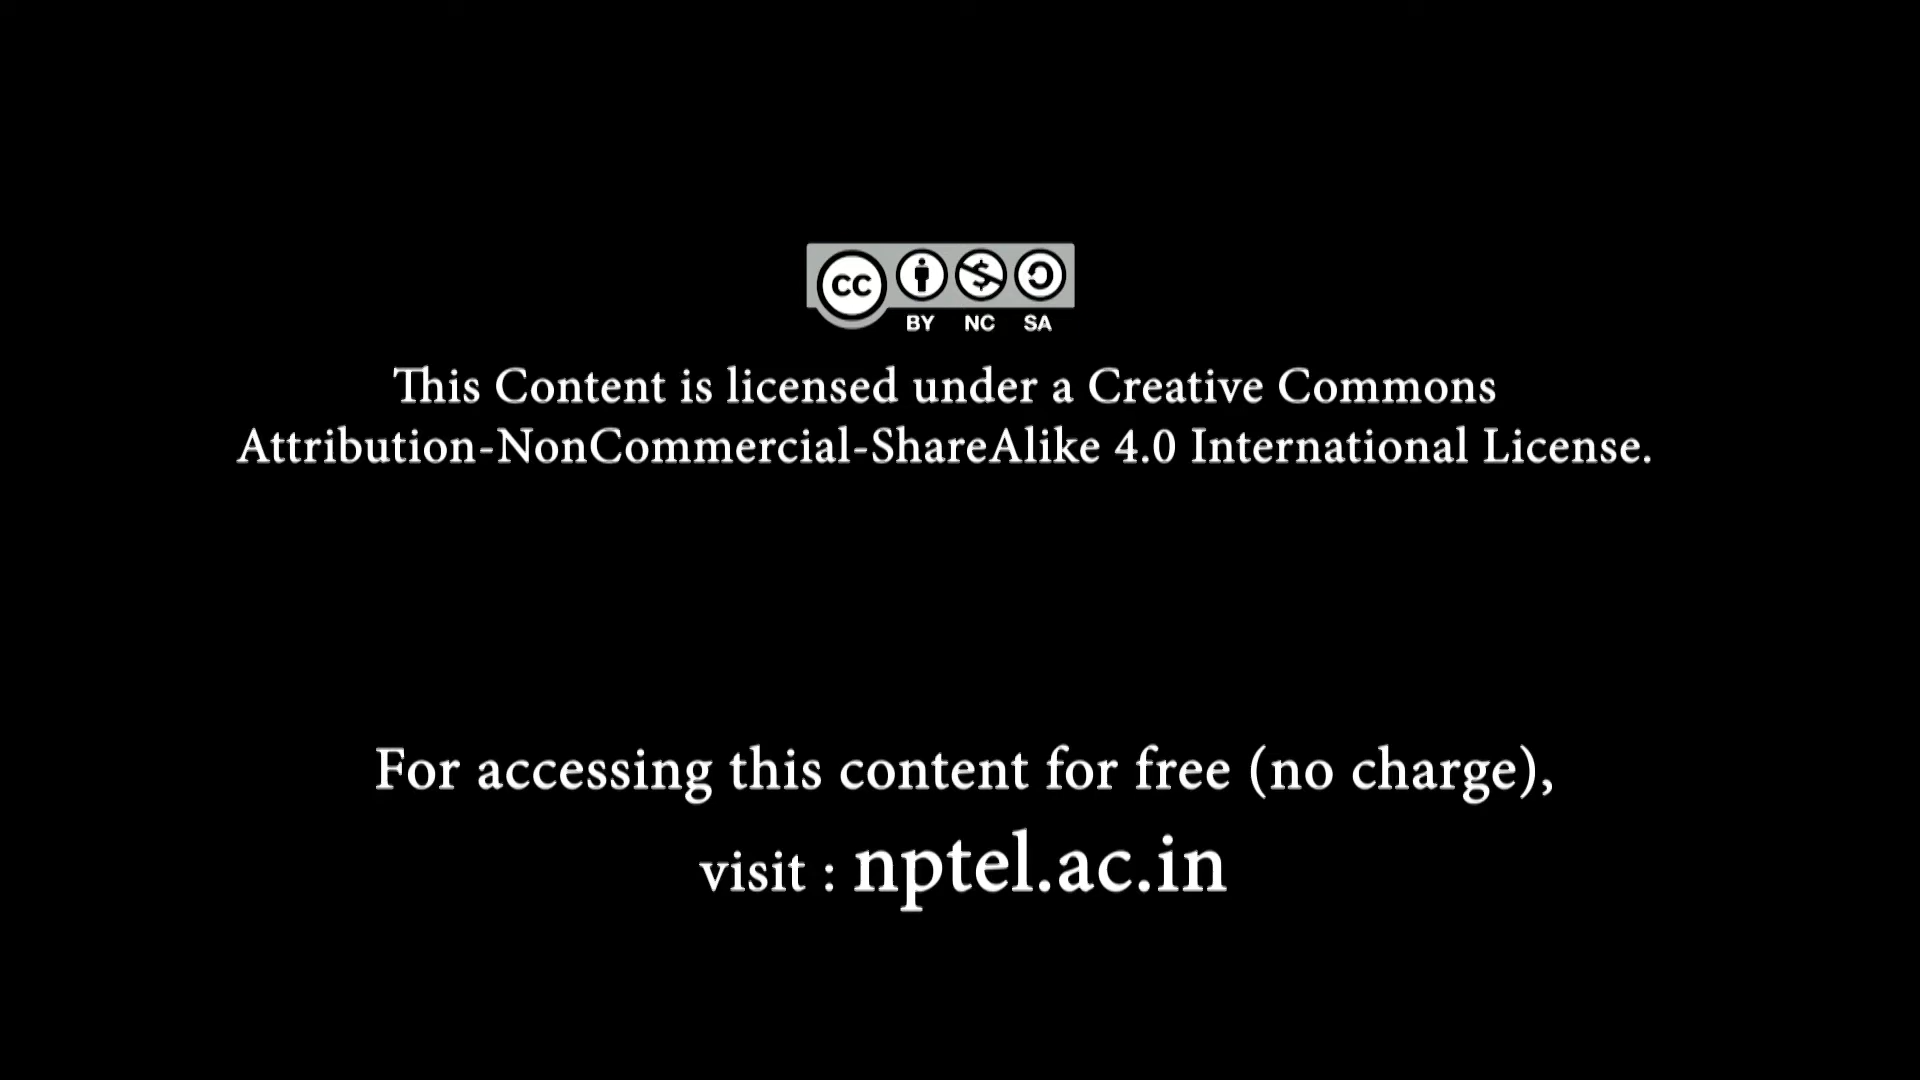 cc
BY NC SA
This Content is licensed under a Creative Commons
Attribution-NonCommercial-ShareAlike 4.0 International License.
For accessing this content for free (no charge),
visit : nptel.ac.in